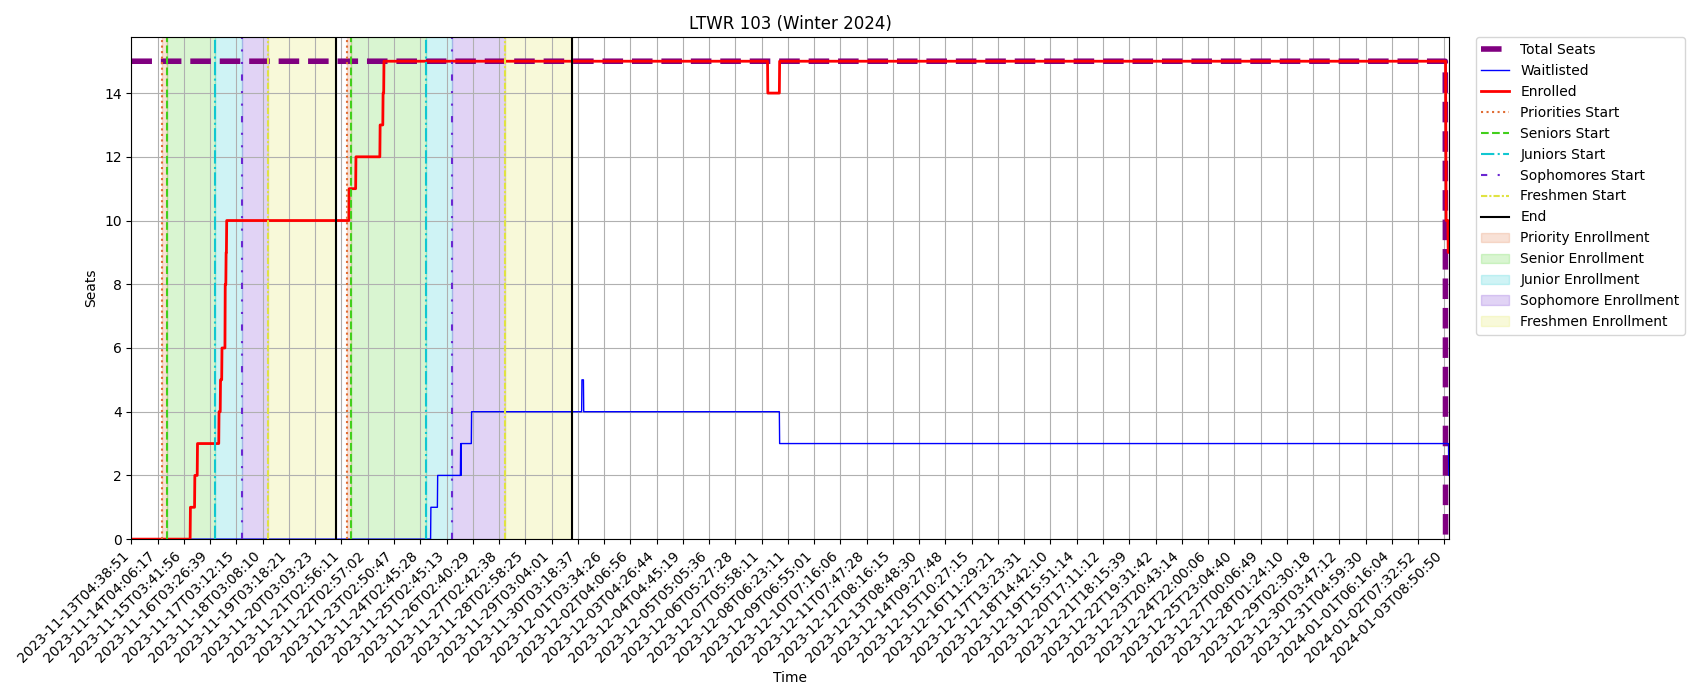 LTWR 103 (Winter 2024)
Seats
14
12
10
8
6
4
2
0
2023-11-13T04:38:51
2023-11-14T04:06:17
2023-11-15T03:41:56
2023-11-16T03:26:39
2023-11-17T03:12:15
2023-11-18T03:08:10
2023-11-19T03:18:21
2023-11-20T03:03:23
2023-11-21T02:56:11
2023-11-22T02:57:02
2023-11-23T02:50:47
2023-11-24T02:45:28
2023-11-25T02:45:13
2023-11-26T02:40:29
2023-11-27T02:42:38
2023-11-28T02:58:25
2023-11-29T03:04:01
2023-11-30T03:18:37
2023-12-01T03:34:26
2023-12-02T04:06:56
2023-12-03T04:26:44
2023-12-04T04:45:19
2023-12-05T05:05:36
2023-12-06T05:27:28
2023-12-07T05:58:11
2023-12-08T06:23:11
2023-12-09T06:55:01
2023-12-10T07:16:06
2023-12-11T07:47:28
2023-12-12T08:16:15
2023-12-13T08:48:30
2023-12-14T09:27:48
2023-12-15T10:27:15
2023-12-16T11:29:21
2023-12-17T13:23:31
2023-12-18T14:42:10
2023-12-19T15:51:14
2023-12-20T17:11:12
2023-12-21T18:15:39
2023-12-22T19:31:42
2023-12-23T20:43:14
2023-12-24T22:00:06
2023-12-25T23:04:40
2023-12-27T00:06:49
2023-12-28T01:24:10
2023-12-29T02:30:18
2023-12-30T03:47:12
2023-12-31T04:59:30
2024-01-01T06:16:04
2024-01-02T07:32:52
2024-01-03T08:50:50
Time
Total Seats
Waitlisted
Enrolled
Priorities Start
Seniors Start
Juniors Start
Sophomores Start
Freshmen Start
End
Priority Enrollment
Senior Enrollment
Junior Enrollment
Sophomore Enrollment
Freshmen Enrollment